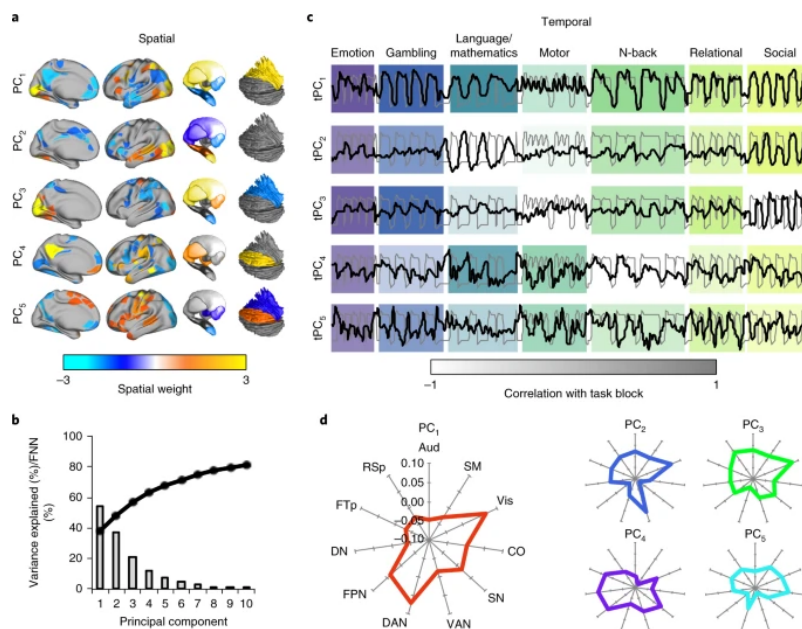 a
Spatial
PC1
PC2
PC3
PC4
PC5
−3
3
Spatial weight
b
Variance explained (%)/FNN
(%)
100
80
60
40
20
0
1 2 3 4 5 6 7 8 9 10
Principal component
c
Temporal
Emotion Gambling Language/
mathematics Motor N-back Relational Social
tPC1
tPC2
tPC3
tPC4
tPC5
−1
1
Correlation with task block
d
PC1
Aud
0.10
0.05
0
−0.05
−0.10
SM
Vis
CO
SN
VAN
DAN
FPN
DN
FTp
RSp
PC2
PC3
PC4
PC5